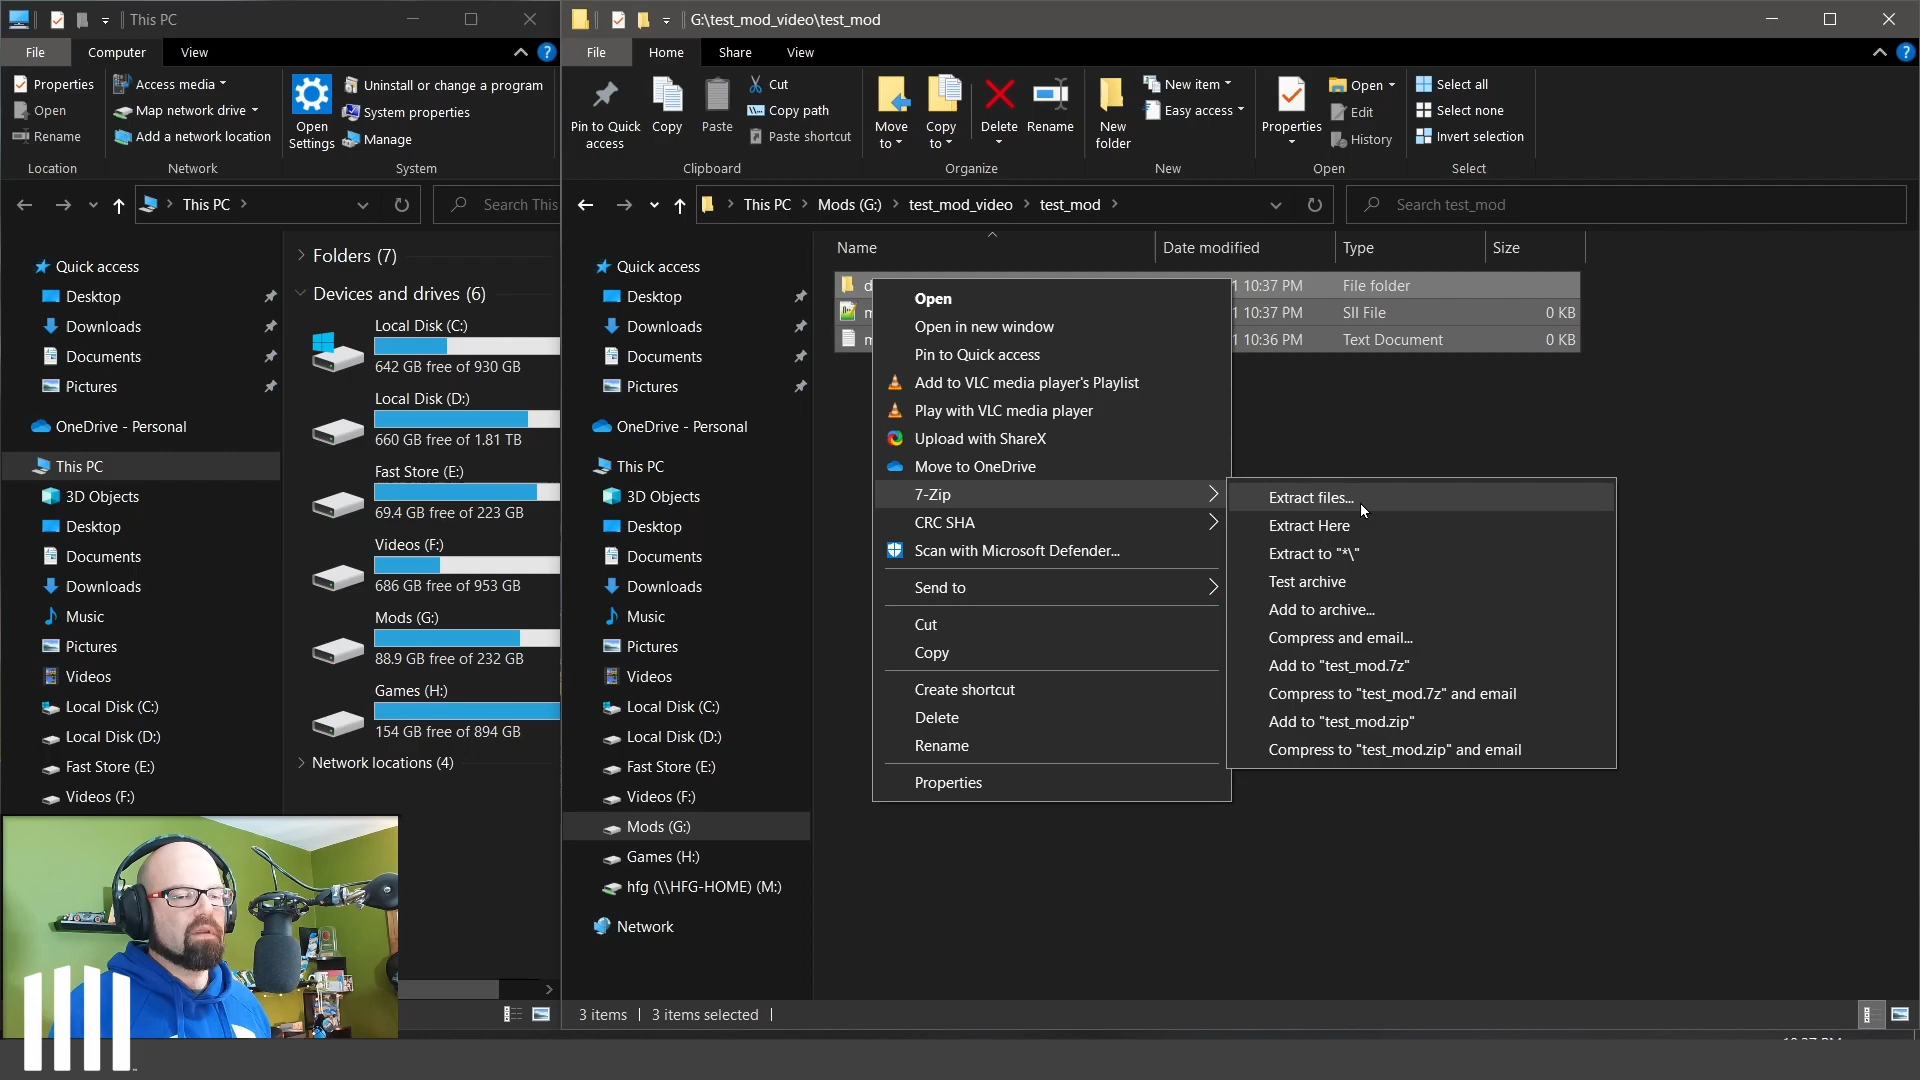 This PC
File
Computer
View
Properties
Open
Rename
Location
Access media
Map network drive
Add a network location
Network
Open
Settings
Uninstall or change a program
System properties
Manage
System
This PC
Search This
Quick access
Desktop
Downloads
Documents
Pictures
OneDrive - Personal
This PC
3D Objects
Desktop
Documents
Downloads
Music
Pictures
Videos
Local Disk (C:)
Local Disk (D:)
Fast Store (E:)
Videos (F:)
Folders (7)
Devices and drives (6)
Local Disk (C:)
642 GB free of 930 GB
Local Disk (D:)
660 GB free of 1.81 TB
Fast Store (E:)
69.4 GB free of 223 GB
Videos (F:)
686 GB free of 953 GB
Mods (G:)
88.9 GB free of 232 GB
Games (H:)
154 GB free of 894 GB
Network locations (4)
G:\test_mod_video\test_mod
File
Home
Share
View
Pin to Quick
access
Copy
Paste
Cut
Copy path
Paste shortcut
Clipboard
Move
to
Copy
to
Delete
Rename
Organize
New
folder
New item
Easy access
New
Properties
Open
Edit
History
Open
Select all
Select none
Invert selection
Select
This PC
Mods (G:)
test_mod_video
test_mod
Search test_mod
Quick access
Desktop
Downloads
Documents
Pictures
OneDrive - Personal
This PC
3D Objects
Desktop
Documents
Downloads
Music
Pictures
Videos
Local Disk (C:)
Local Disk (D:)
Fast Store (E:)
Videos (F:)
Mods (G:)
Games (H:)
hfg (\\HFG-HOME) (M:)
Network
Name
Date modified
Type
Size
1 10:37 PM
File folder
1 10:37 PM
SII File
0 KB
1 10:36 PM
Text Document
0 KB
Open
Open in new window
Pin to Quick access
Add to VLC media player's Playlist
Play with VLC media player
Upload with ShareX
Move to OneDrive
7-Zip
CRC SHA
Scan with Microsoft Defender...
Send to
Cut
Copy
Create shortcut
Delete
Rename
Properties
Extract files...
Extract Here
Extract to "*\"
Test archive
Add to archive...
Compress and email...
Add to "test_mod.7z"
Compress to "test_mod.7z" and email
Add to "test_mod.zip"
Compress to "test_mod.zip" and email
3 items
3 items selected